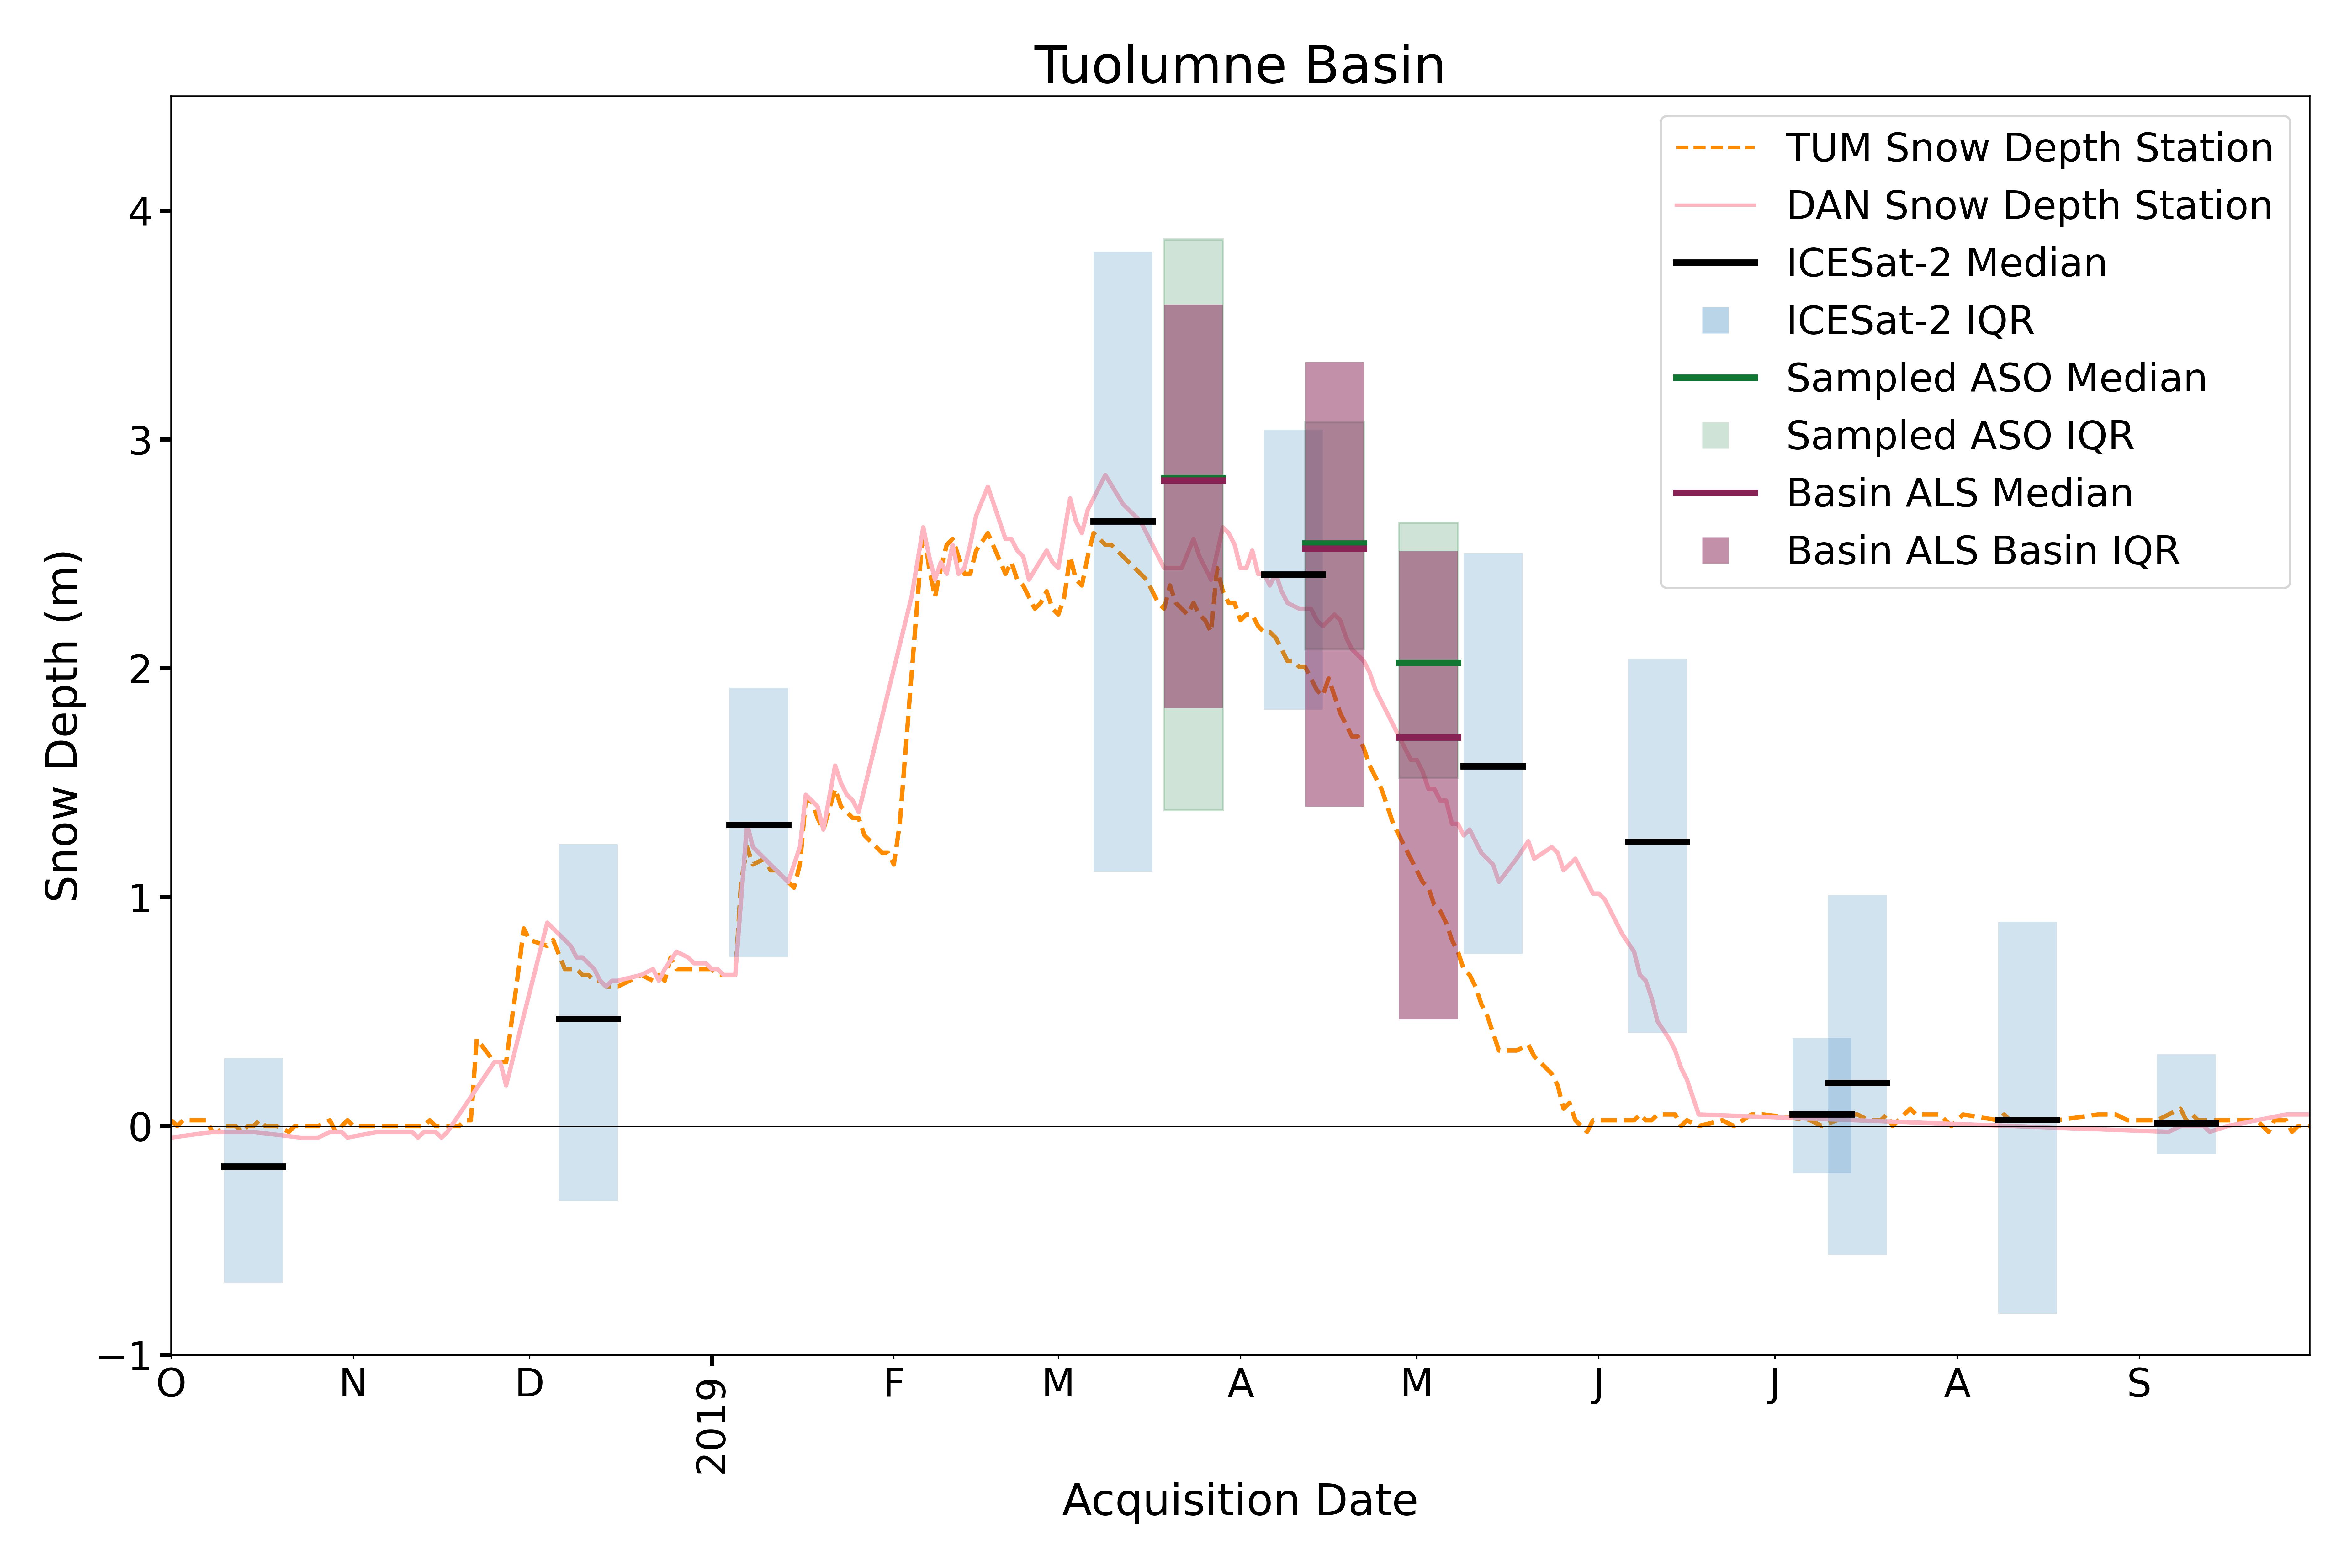 Tuolumne Basin
TUM Snow Depth Station
DAN Snow Depth Station
ICESat-2 Median
ICESat-2 IQR
Sampled ASO Median
Sampled ASO IQR
Basin ALS Median
Basin ALS Basin IQR
Snow Depth (m)
4
3
2
1
0
−1
O N D 2019 F M A M J J A S
Acquisition Date